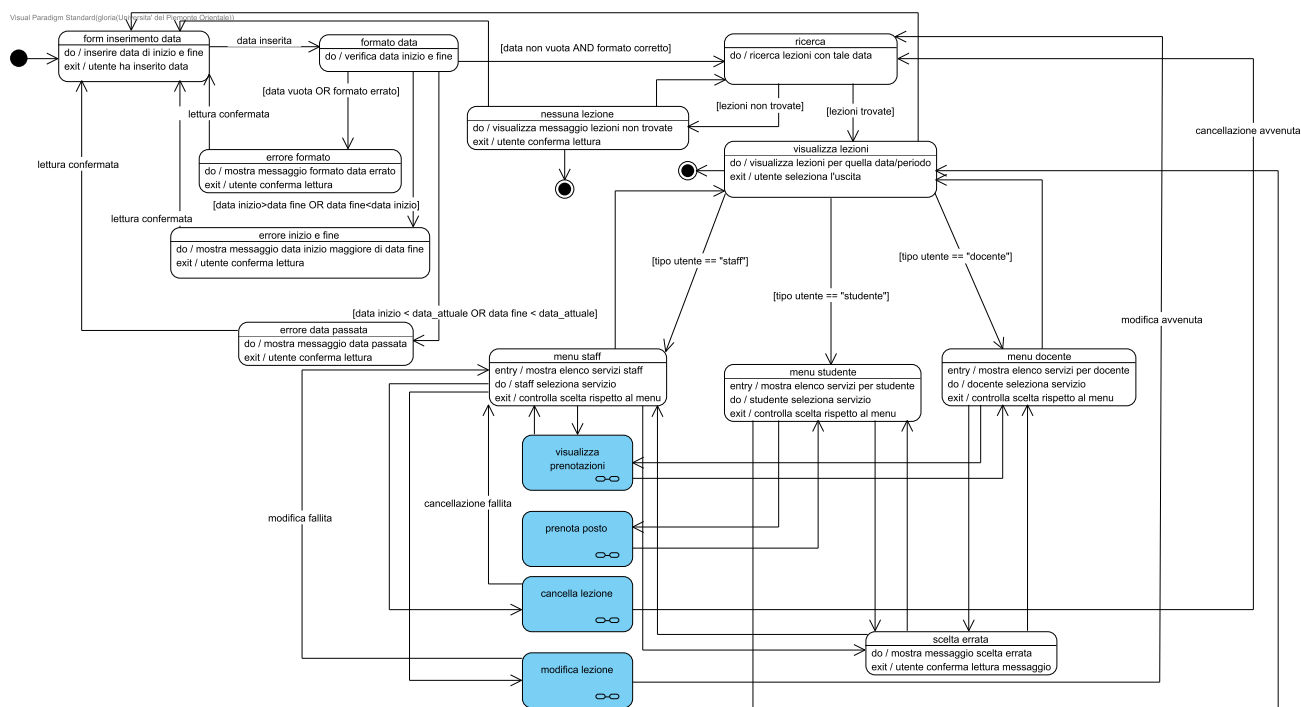 Visual Paradigm Standard(gloria(Universita' del Piemonte Orientale))
form inserimento data
do / inserire data di inizio e fine
exit / utente ha inserito data
data inserita
formato data
do / verifica data inizio e fine
[data non vuota AND formato corretto]
ricerca
do / ricerca lezioni con tale data
[data vuota OR formato errato]
lettura confermata
[lezioni non trovate]
[lezioni trovate]
nessuna lezione
do / visualizza messaggio lezioni non trovate
exit / utente conferma lettura
cancellazione avvenuta
errore formato
do / mostra messaggio formato data errato
exit / utente conferma lettura
lettura confermata
visualizza lezioni
do / visualizza lezioni per quella data/periodo
exit / utente seleziona l'uscita
[data inizio>data fine OR data fine<data inizio]
lettura confermata
errore inizio e fine
do / mostra messaggio data inizio maggiore di data fine
exit / utente conferma lettura
[tipo utente == "staff"]
[tipo utente == "docente"]
[tipo utente == "studente"]
[data inizio < data_attuale OR data fine < data_attuale]
modifica avvenuta
errore data passata
do / mostra messaggio data passata
exit / utente conferma lettura
menu staff
entry / mostra elenco servizi staff
do / staff seleziona servizio
exit / controlla scelta rispetto al menu
menu studente
entry / mostra elenco servizi per studente
do / studente seleziona servizio
exit / controlla scelta rispetto al menu
menu docente
entry / mostra elenco servizi per docente
do / docente seleziona servizio
exit / controlla scelta rispetto al menu
visualizza
prenotazioni
cancellazione fallita
modifica fallita
prenota posto
cancella lezione
scelta errata
do / mostra messaggio scelta errata
exit / utente conferma lettura messaggio
modifica lezione